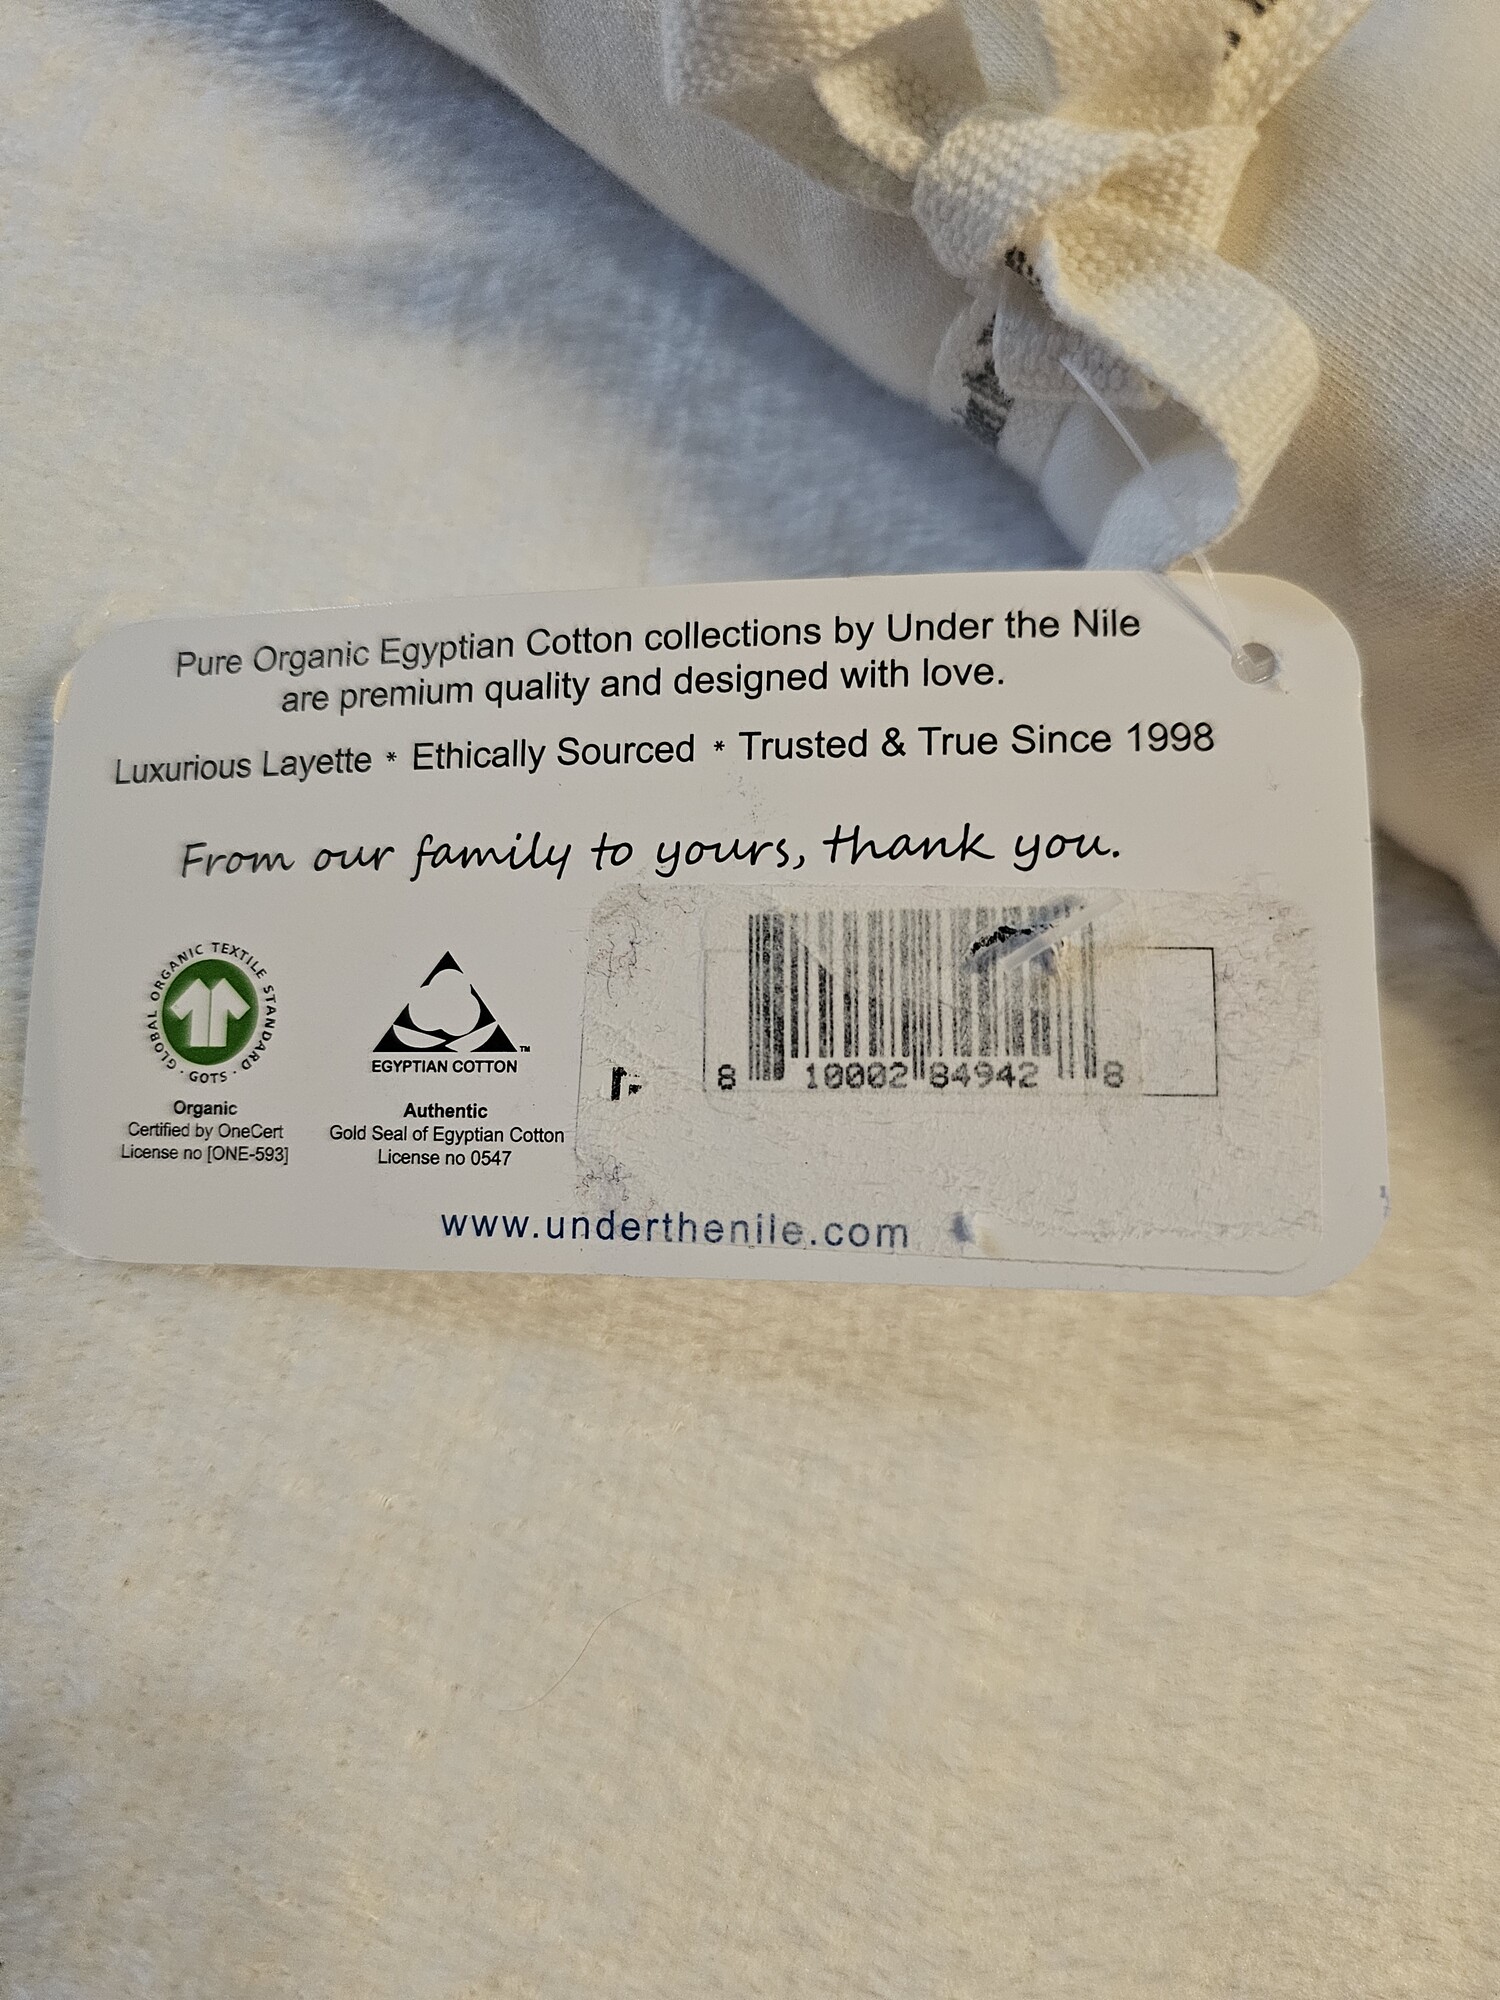 Pure Organic Egyptian Cotton collections by Under the Nile
are premium quality and designed with love.
Luxurious Layette * Ethically Sourced * Trusted & True Since 1998
From our family to yours, thank you.
GLOBAL ORGANIC TEXTILE STANDARD · GOTS ·
EGYPTIAN COTTON™
Organic
Certified by OneCert
License no [ONE-593]
Authentic
Gold Seal of Egyptian Cotton
License no 0547
8 10002 84942 8
www.underthenile.com